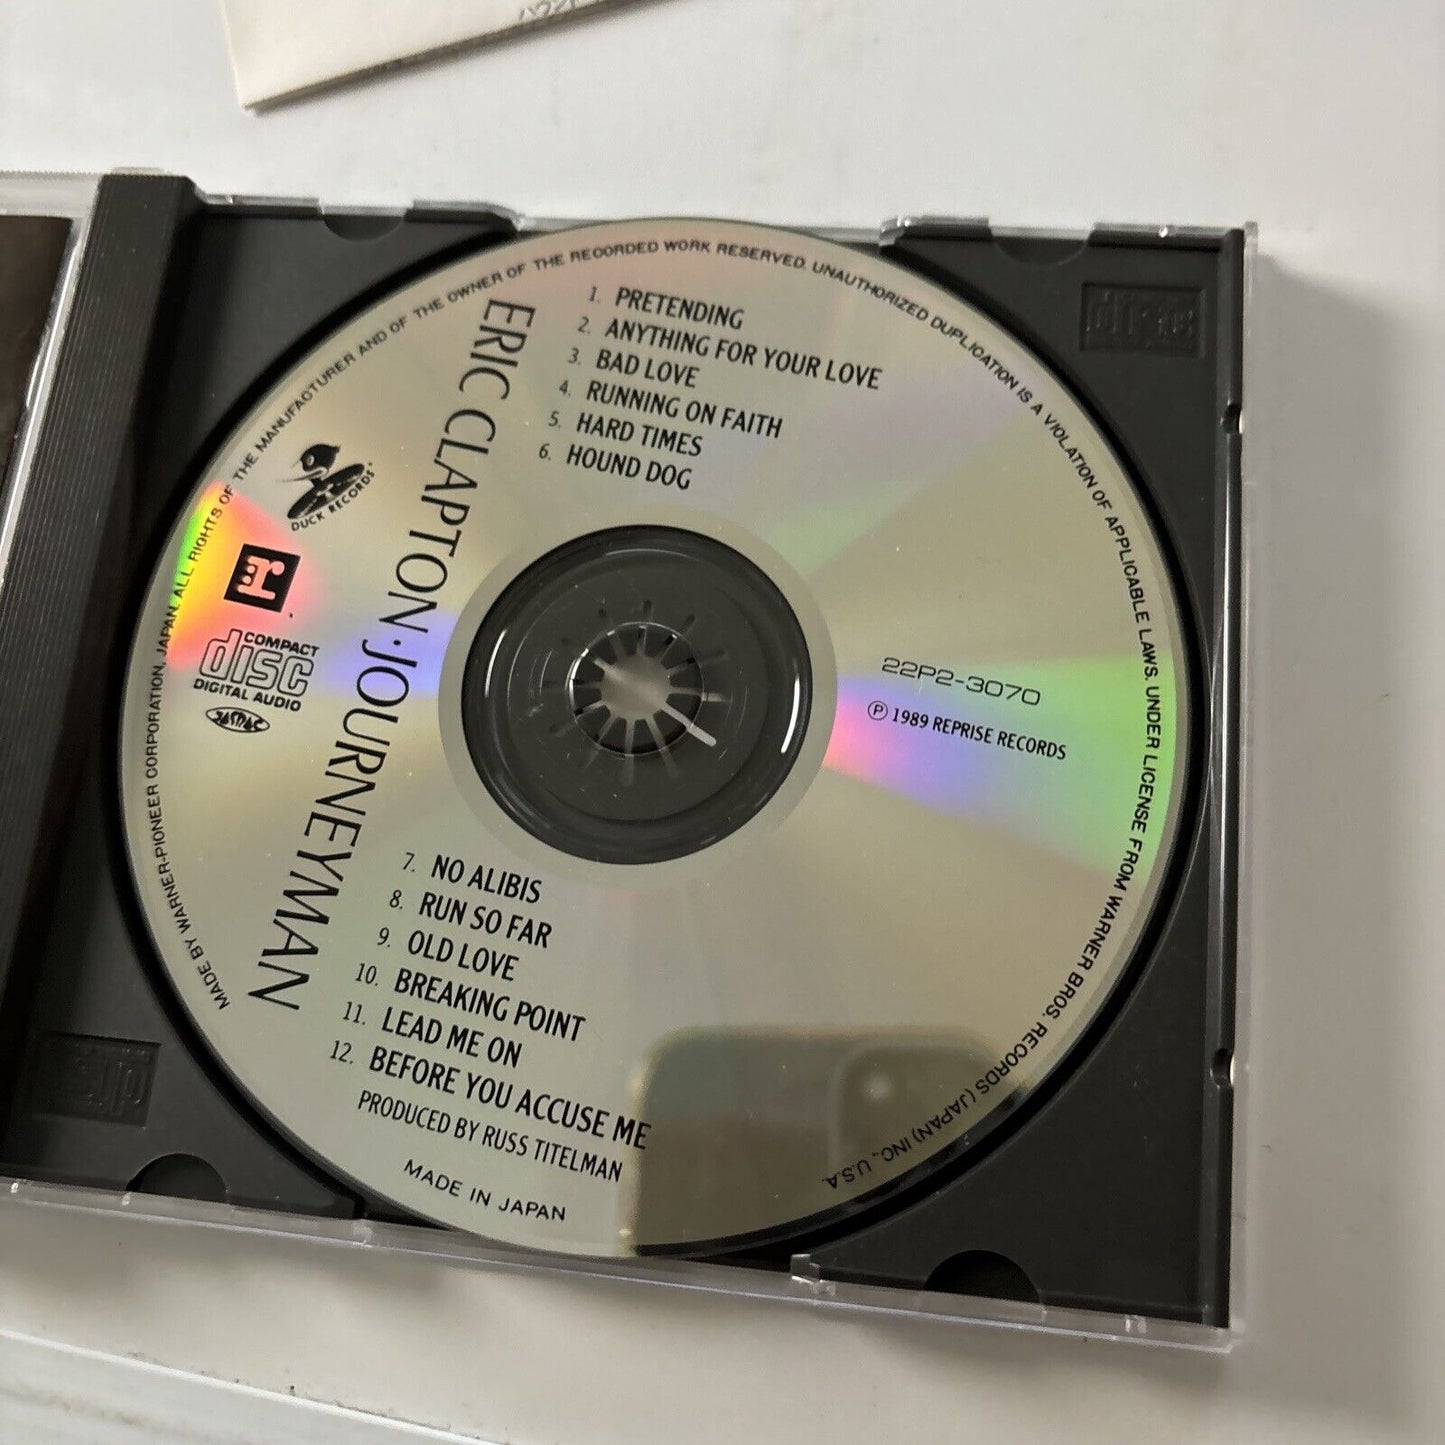 1. PRETENDING
2. ANYTHING FOR YOUR LOVE
3. BAD LOVE
4. RUNNING ON FAITH
5. HARD TIMES
6. HOUND DOG
ERIC CLAPTON · JOURNEYMAN
DUCK RECORDS
r
COMPACT
disc
DIGITAL AUDIO
JASRAC
22P2-3070
Ⓟ 1989 REPRISE RECORDS
7. NO ALIBIS
8. RUN SO FAR
9. OLD LOVE
10. BREAKING POINT
11. LEAD ME ON
12. BEFORE YOU ACCUSE ME
PRODUCED BY RUSS TITELMAN
MADE IN JAPAN
MADE BY WARNER-PIONEER CORPORATION, JAPAN. ALL RIGHTS OF THE MANUFACTURER AND OF THE OWNER OF THE RECORDED WORK RESERVED. UNAUTHORIZED DUPLICATION IS A VIOLATION OF APPLICABLE LAWS. UNDER LICENSE FROM WARNER BROS. RECORDS (JAPAN) INC., U.S.A.
disc
disc